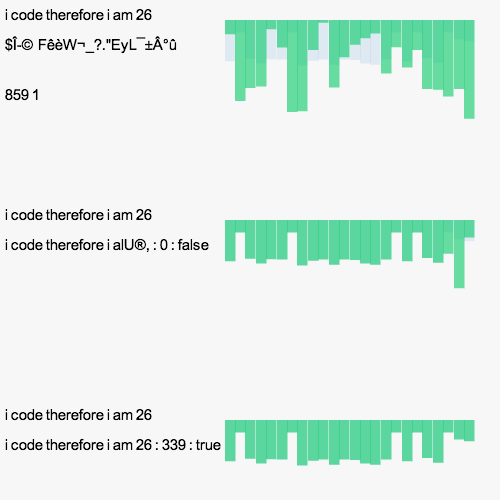 i code therefore i am 26
$Î-© FêèW¬_?."EyL¯±Â°û
859 1
i code therefore i am 26
i code therefore i alU®, : 0 : false
i code therefore i am 26
i code therefore i am 26 : 339 : true